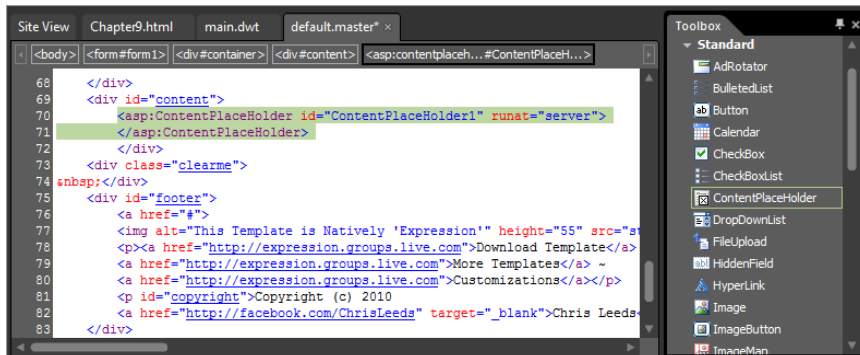 Site View Chapter9.html main.dwt default.master* ×
<body> <form#form1> <div#container> <div#content> <asp:contentplaceh...#ContentPlaceH...>
68 </div>
69 <div id="content">
70 <asp:ContentPlaceHolder id="ContentPlaceHolder1" runat="server">
71 </asp:ContentPlaceHolder>
72 </div>
73 <div class="clearme">
74 &nbsp;</div>
75 <div id="footer">
76 <a href="#">
77 <img alt="This Template is Natively 'Expression'" height="55" src="st
78 <p><a href="http://expression.groups.live.com">Download Template</a>
79 <a href="http://expression.groups.live.com">More Templates</a> ~
80 <a href="http://expression.groups.live.com">Customizations</a></p>
81 <p id="copyright">Copyright (c) 2010
82 <a href="http://facebook.com/ChrisLeeds" target="_blank">Chris Leeds<
83 </div>
Toolbox
Standard
AdRotator
BulletedList
Button
Calendar
CheckBox
CheckBoxList
ContentPlaceHolder
DropDownList
FileUpload
HiddenField
HyperLink
Image
ImageButton
ImageMap